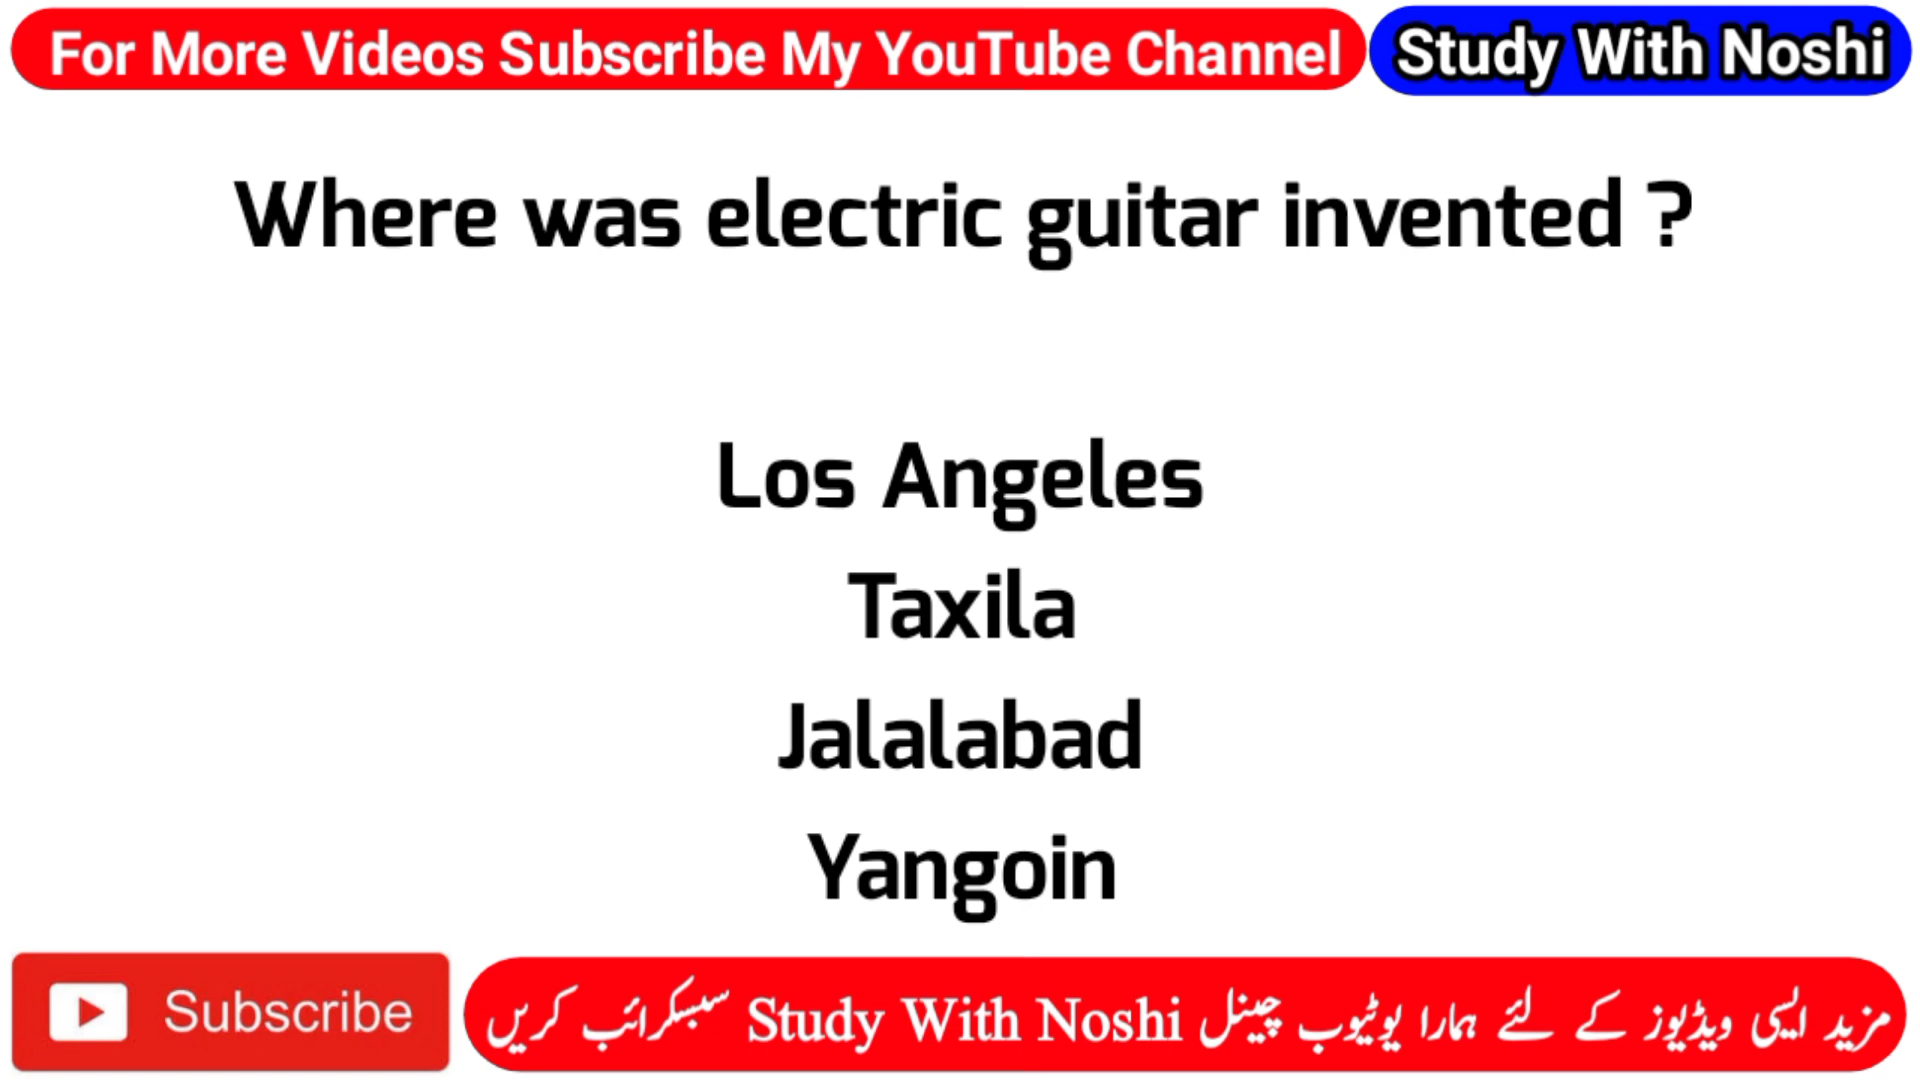 For More Videos Subscribe My YouTube Channel Study With Noshi
Where was electric guitar invented ?
Los Angeles
Taxila
Jalalabad
Yangoin
Subscribe
مزید ایسی ویڈیوز کے لئے ہمارا یوٹیوب چینل Study With Noshi سبسکرائب کریں